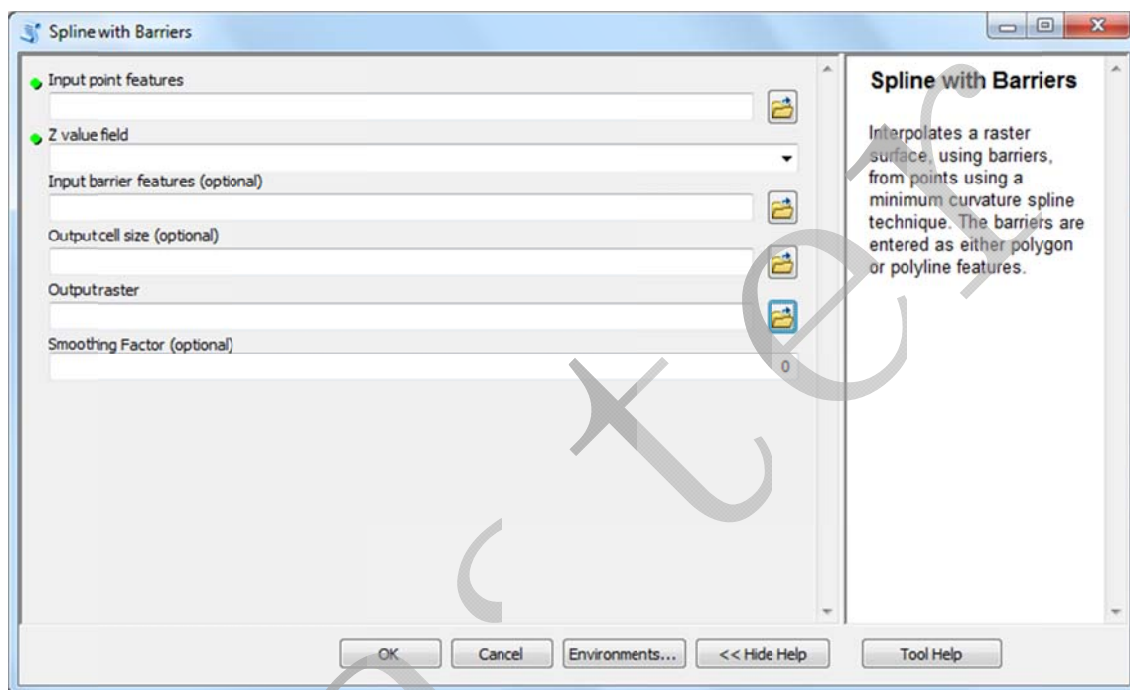 Spline with Barriers
Input point features
Z value field
Input barrier features (optional)
Output cell size (optional)
Output raster
Smoothing Factor (optional)
0
Spline with Barriers
Interpolates a raster
surface, using barriers,
from points using a
minimum curvature spline
technique. The barriers are
entered as either polygon
or polyline features.
OK
Cancel
Environments...
<< Hide Help
Tool Help